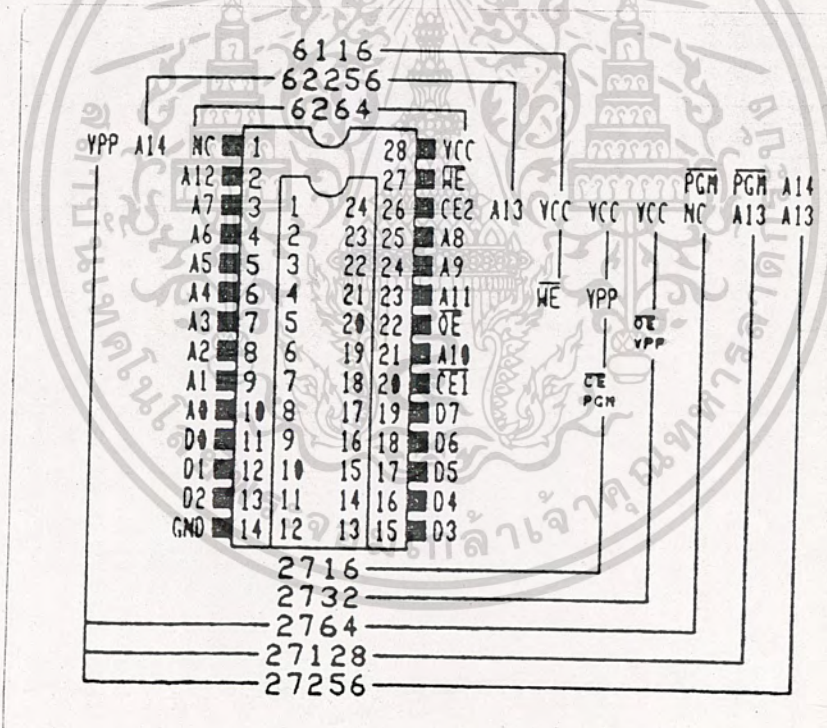 6116
62256
6264
VPP A14 NC 1 28 VCC
A12 2 27 W̅E̅ P̅G̅M̅ P̅G̅M̅ A14
A7 3 1 24 26 CE2 A13 VCC VCC VCC NC A13 A13
A6 4 2 23 25 A8
A5 5 3 22 24 A9
A4 6 4 21 23 A11 W̅E̅ VPP
A3 7 5 20 22 O̅E̅ O̅E̅
A2 8 6 19 21 A10 VPP
A1 9 7 18 20 C̅E̅1̅ C̅E̅
A0 10 8 17 19 D7 PGM
D0 11 9 16 18 D6
D1 12 10 15 17 D5
D2 13 11 14 16 D4
GND 14 12 13 15 D3
2716
2732
2764
27128
27256